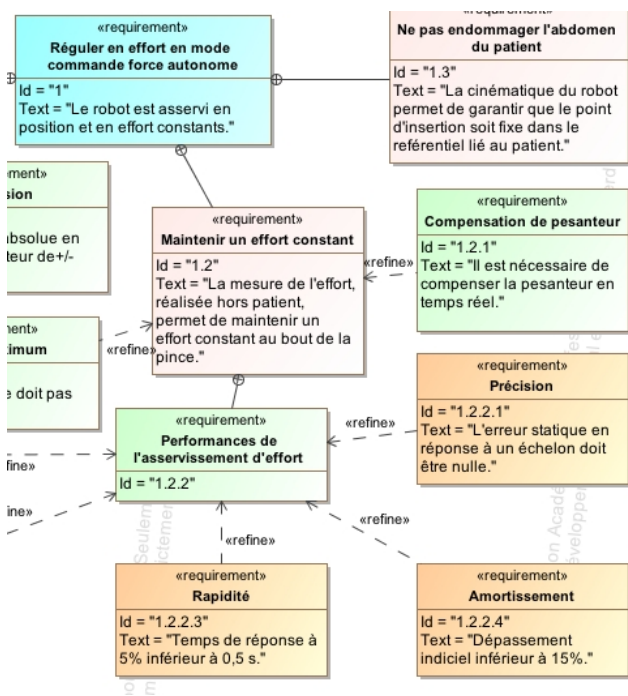 «requirement»
Réguler en effort en mode
commande force autonome
Id = "1"
Text = "Le robot est asservi en
position et en effort constants."
«requirement»
Ne pas endommager l'abdomen
du patient
Id = "1.3"
Text = "La cinématique du robot
permet de garantir que le point
d'insertion soit fixe dans le
référentiel lié au patient."
ement»
sion
absolue en
teur de+/-
«requirement»
Maintenir un effort constant
Id = "1.2"
Text = "La mesure de l'effort,
réalisée hors patient,
permet de maintenir un
effort constant au bout de la
pince."
«refine»
«requirement»
Compensation de pesanteur
Id = "1.2.1"
Text = "Il est nécessaire de
compenser la pesanteur en
temps réel."
ment»
timum
e doit pas
«refine»
«requirement»
Précision
Id = "1.2.2.1"
Text = "L'erreur statique en
réponse à un échelon doit
être nulle."
«requirement»
Performances de
l'asservissement d'effort
Id = "1.2.2"
«refine»
fine»
ine»
«refine»
«refine»
«requirement»
Rapidité
Id = "1.2.2.3"
Text = "Temps de réponse à
5% inférieur à 0,5 s."
«requirement»
Amortissement
Id = "1.2.2.4"
Text = "Dépassement
indiciel inférieur à 15%."
Seulem